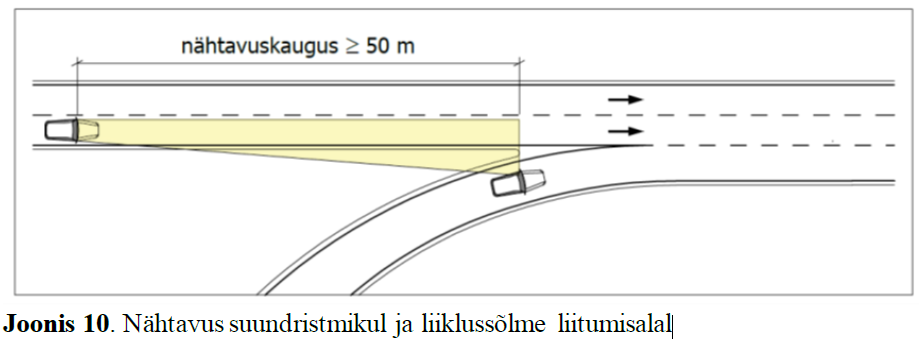 nähtavuskaugus ≥ 50 m
Joonis 10. Nähtavus suundristmikul ja liiklussõlme liitumisalal